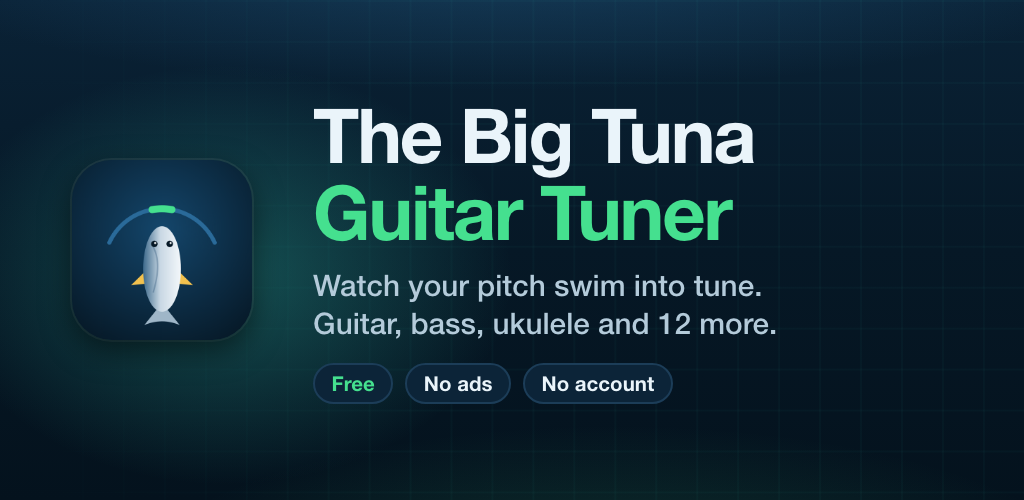 The Big Tuna
Guitar Tuner
Watch your pitch swim into tune.
Guitar, bass, ukulele and 12 more.
Free
No ads
No account